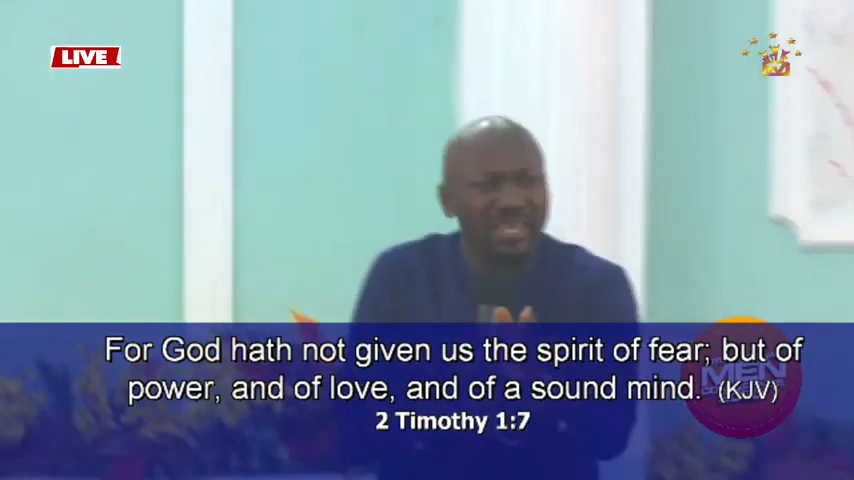 LIVE
For God hath not given us the spirit of fear; but of
power, and of love, and of a sound mind. (KJV)
2 Timothy 1:7
MEN